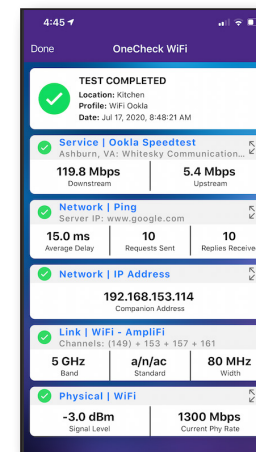 4:45
Done
OneCheck WiFi
TEST COMPLETED
Location: Kitchen
Profile: WiFi Ookla
Date: Jul 17, 2020, 8:48:21 AM
Service | Ookla Speedtest
Ashburn, VA: Whitesky Communication...
119.8 Mbps
5.4 Mbps
Downstream
Upstream
Network | Ping
Server IP: www.google.com
15.0 ms
10
10
Average Delay
Requests Sent
Replies Receive
Network | IP Address
192.168.153.114
Companion Address
Link | WiFi - AmpliFi
Channels: (149) + 153 + 157 + 161
5 GHz
a/n/ac
80 MHz
Band
Standard
Width
Physical | WiFi
-3.0 dBm
1300 Mbps
Signal Level
Current Phy Rate